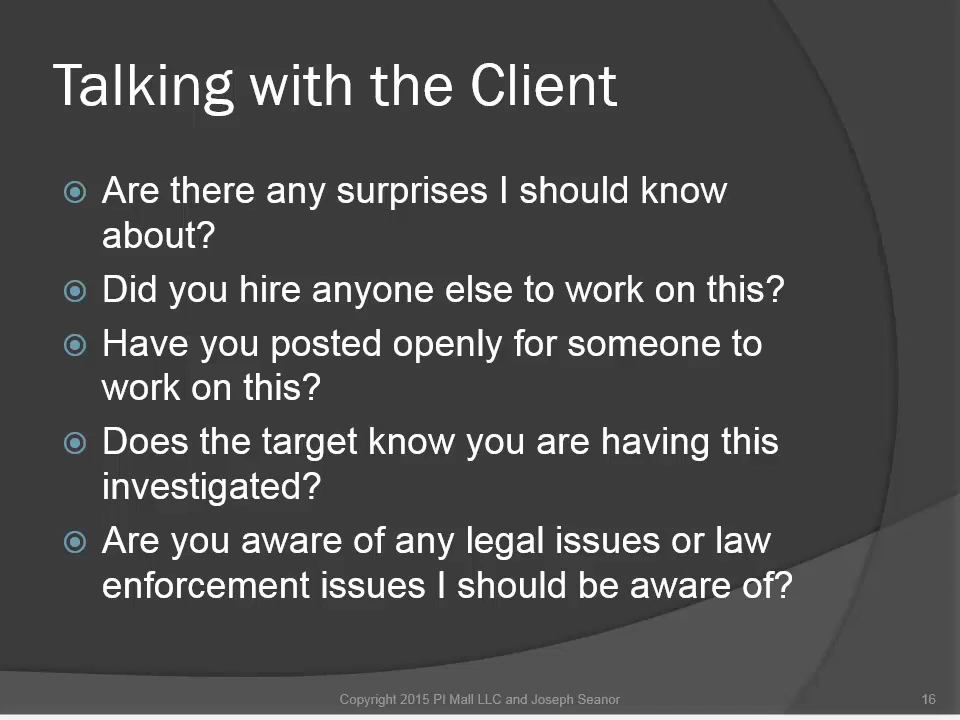 Talking with the Client
Are there any surprises I should know
about?
Did you hire anyone else to work on this?
Have you posted openly for someone to
work on this?
Does the target know you are having this
investigated?
Are you aware of any legal issues or law
enforcement issues I should be aware of?
Copyright 2015 PI Mall LLC and Joseph Seanor
16